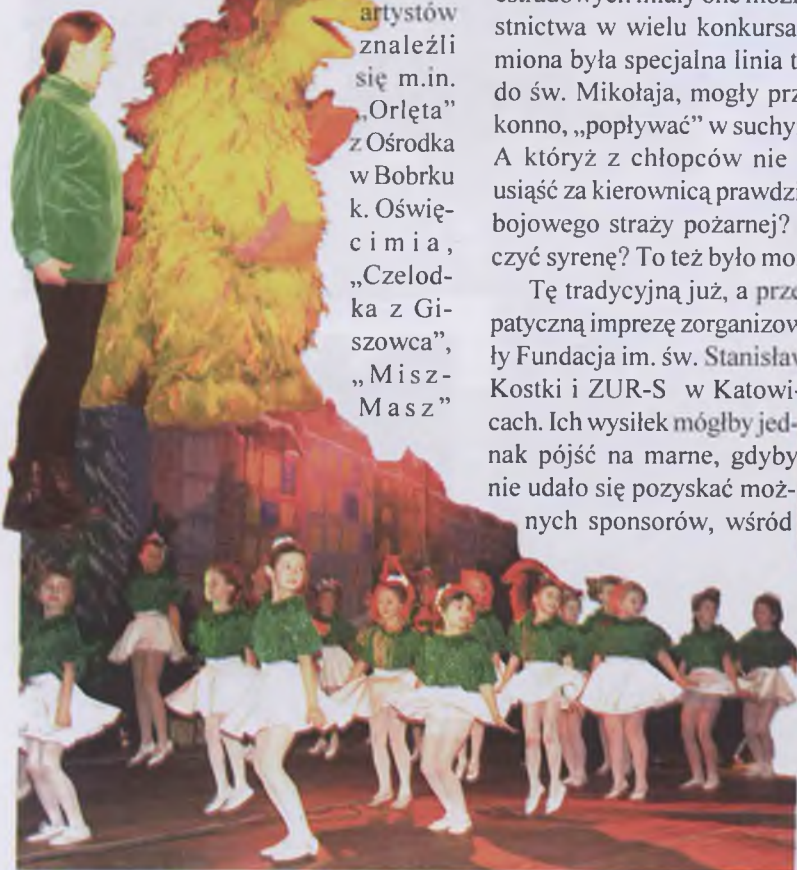 artystów
znaleźli
się m.in.
„Orlęta”
z Ośrodka
w Bobrku
k. Oświę-
cimia,
„Czelod-
ka z Gi-
szowca”,
„Misz-
Masz”
stnictwa w wielu konkursa
miona była specjalna linia t
do św. Mikołaja, mogły prz
konno, „popływać” w suchy
A któryż z chłopców nie
usiąść za kierownicą prawdzi
bojowego straży pożarnej?
czyć syrenę? To też było mo
Tę tradycyjną już, a prze
patyczną imprezę zorganizow
ły Fundacja im. św. Stanisław
Kostki i ZUR-S w Katowi-
cach. Ich wysiłek mógłby jed-
nak pójść na marne, gdyby
nie udało się pozyskać moż-
nych sponsorów, wśród